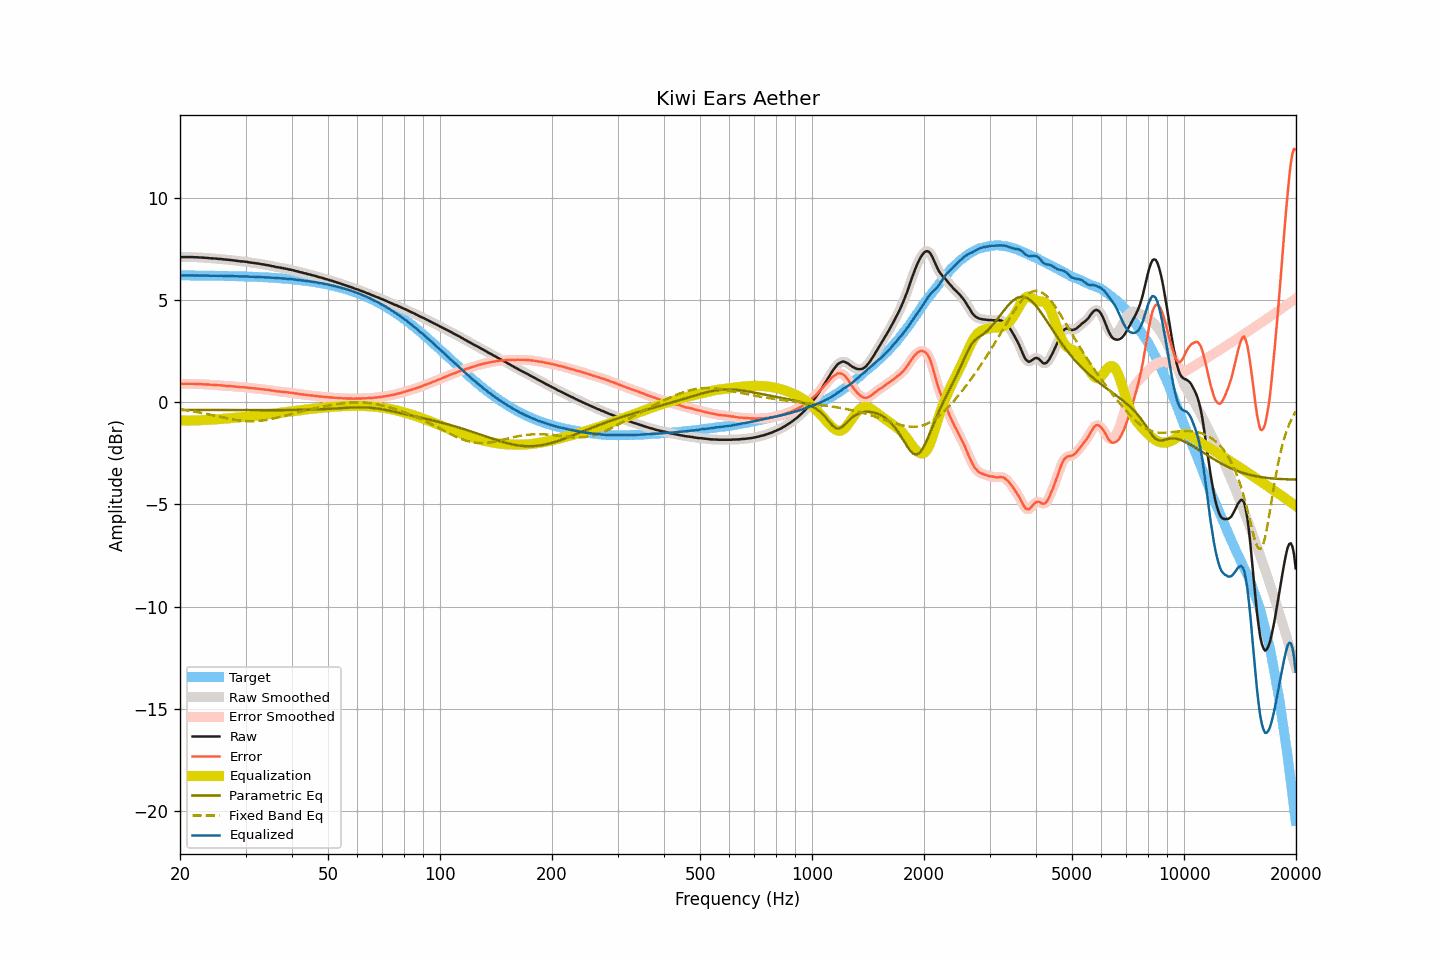 Kiwi Ears Aether
10
5
0
−5
−10
−15
−20
Amplitude (dBr)
Target
Raw Smoothed
Error Smoothed
Raw
Error
Equalization
Parametric Eq
Fixed Band Eq
Equalized
20 50 100 200 500 1000 2000 5000 10000 20000
Frequency (Hz)